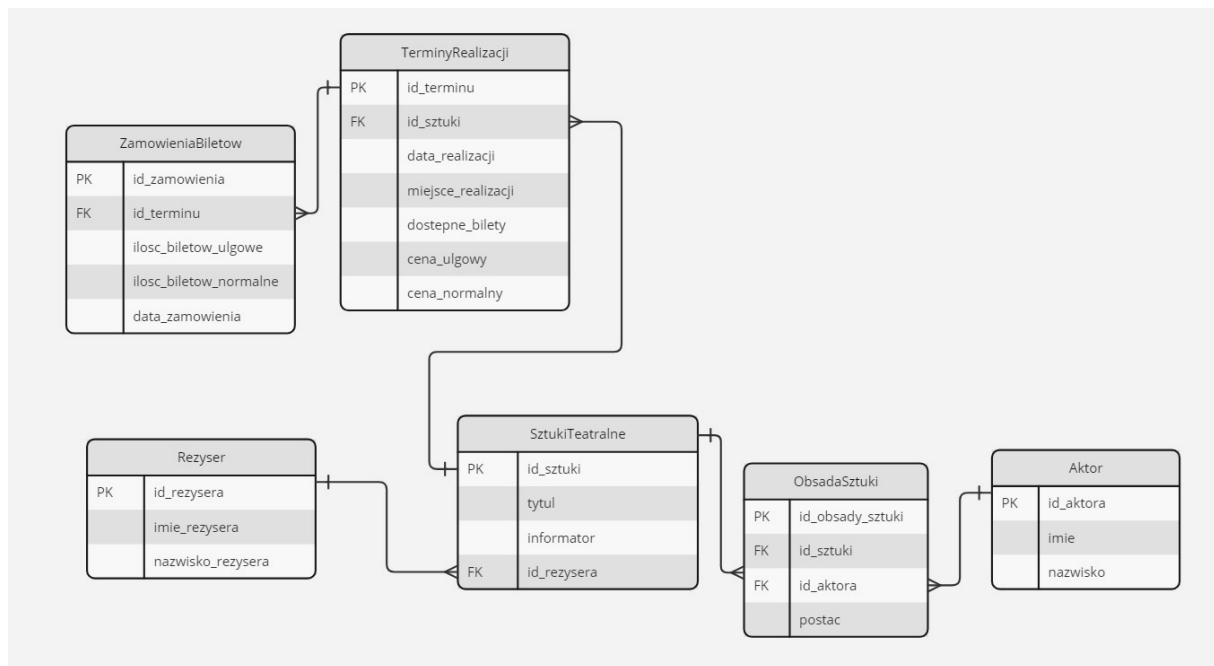 TerminyRealizacji
PK id_terminu
FK id_sztuki
data_realizacji
miejsce_realizacji
dostepne_bilety
cena_ulgowy
cena_normalny
ZamowieniaBiletow
PK id_zamowienia
FK id_terminu
ilosc_biletow_ulgowe
ilosc_biletow_normalne
data_zamowienia
Rezyser
PK id_rezysera
imie_rezysera
nazwisko_rezysera
SztukiTeatralne
PK id_sztuki
tytul
informator
FK id_rezysera
ObsadaSztuki
PK id_obsady_sztuki
FK id_sztuki
FK id_aktora
postac
Aktor
PK id_aktora
imie
nazwisko